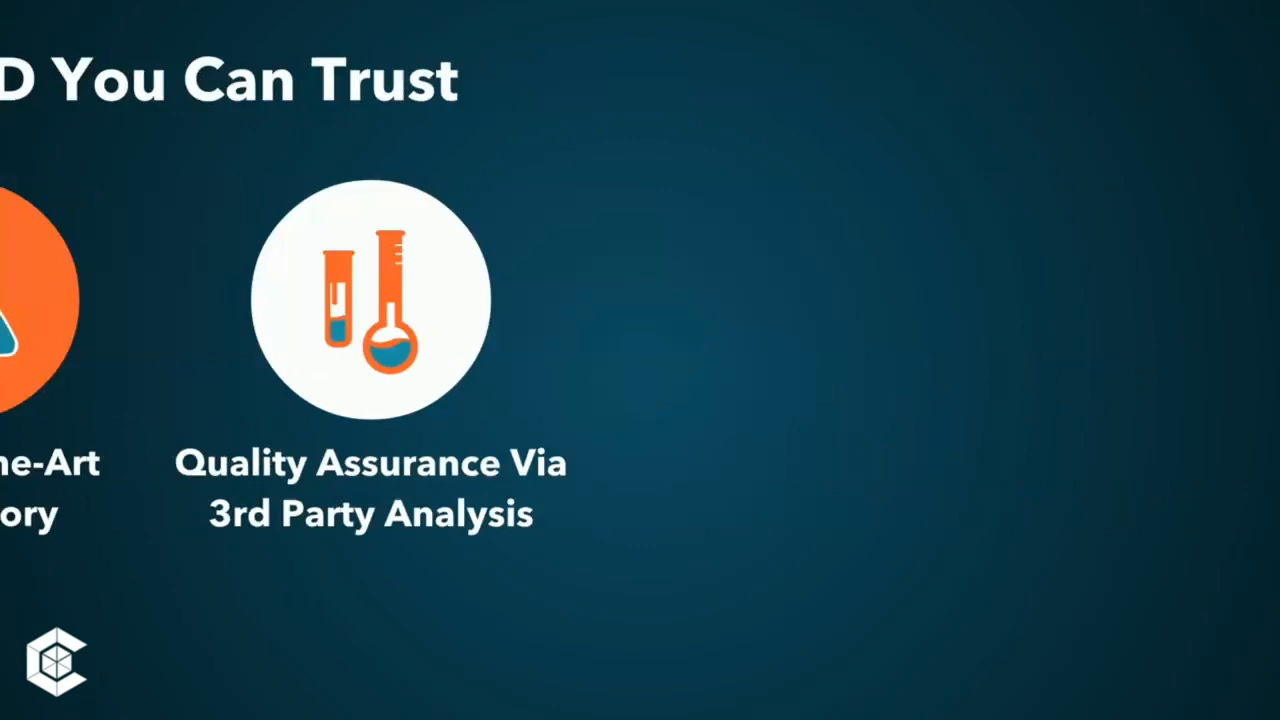 D You Can Trust
ne-Art
Quality Assurance Via
ory
3rd Party Analysis